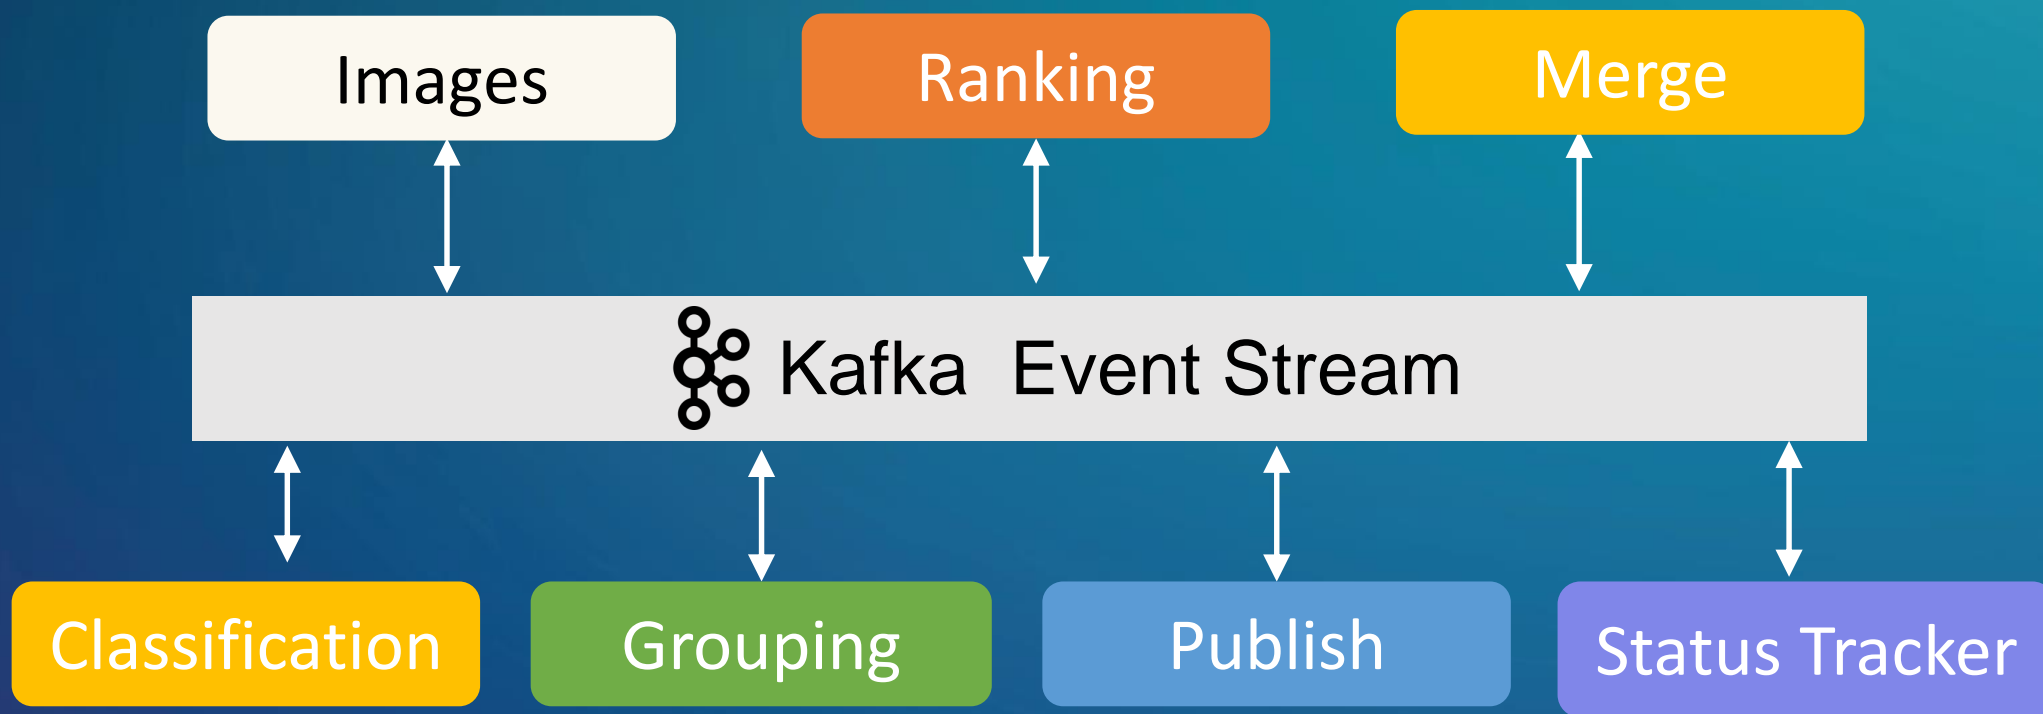 Images
Ranking
Merge
Kafka Event Stream
Classification
Grouping
Publish
Status Tracker